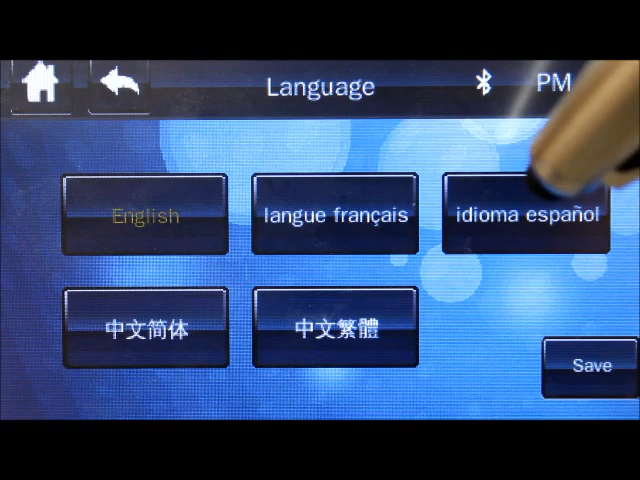 Language
PM
English
langue français
idioma español
中文简体
中文繁體
Save